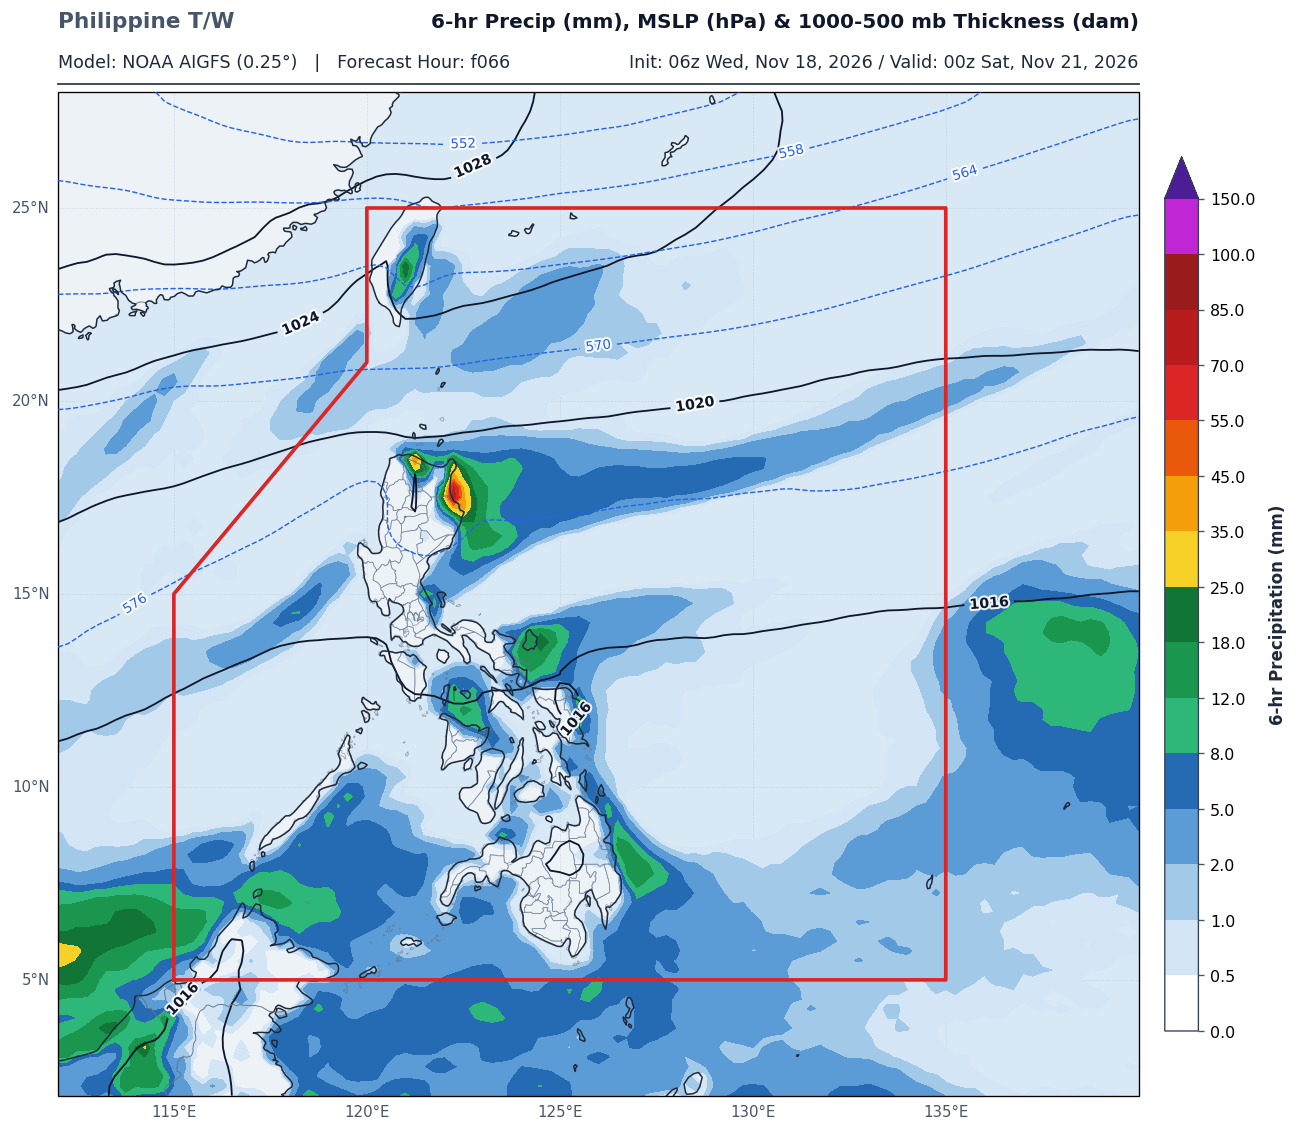 Philippine T/W
6-hr Precip (mm), MSLP (hPa) & 1000-500 mb Thickness (dam)
Model: NOAA AIGFS (0.25°) | Forecast Hour: f066
Init: 06z Wed, Nov 18, 2026 / Valid: 00z Sat, Nov 21, 2026
552
1028
558
564
1024
570
1020
576
1016
1016
1016
25°N
20°N
15°N
10°N
5°N
115°E
120°E
125°E
130°E
135°E
150.0
100.0
85.0
70.0
55.0
45.0
35.0
25.0
18.0
12.0
8.0
5.0
2.0
1.0
0.5
0.0
6-hr Precipitation (mm)